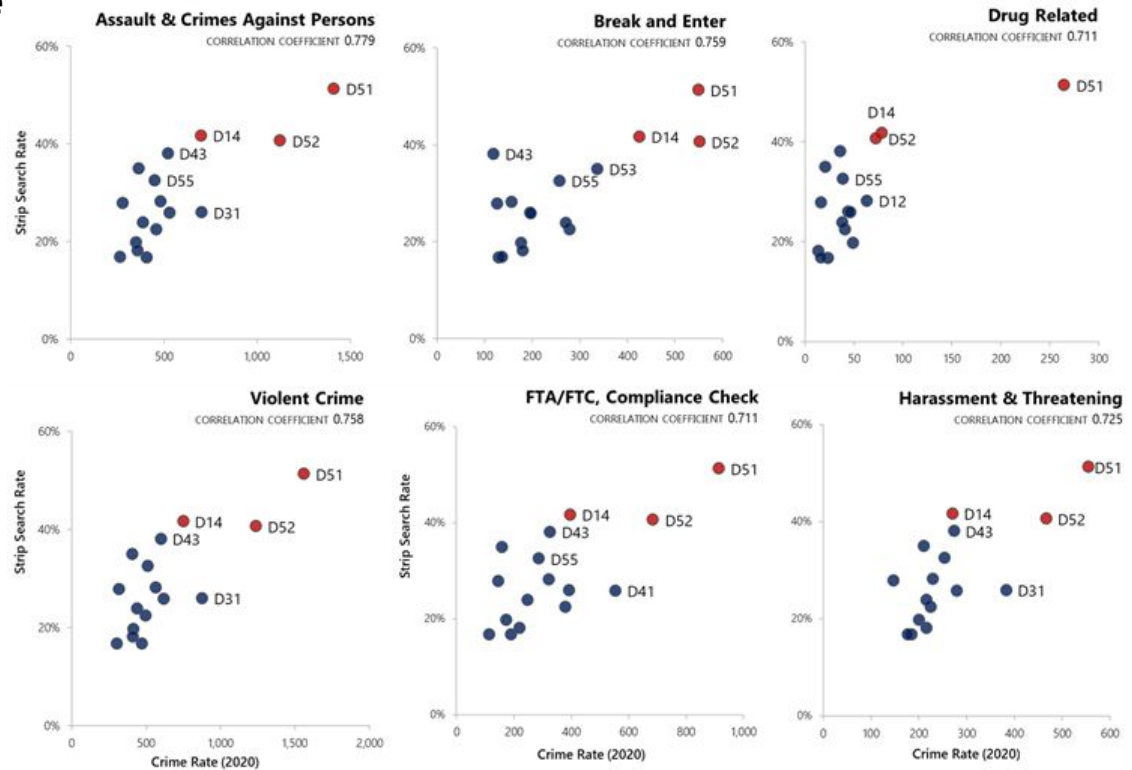 Assault & Crimes Against Persons
CORRELATION COEFFICIENT 0.779
60%
40%
20%
0%
Strip Search Rate
D51
D14
D52
D43
D55
D31
0 500 1,000 1,500
Break and Enter
CORRELATION COEFFICIENT 0.759
60%
40%
20%
0%
D51
D14
D52
D43
D53
D55
0 100 200 300 400 500 600
Drug Related
CORRELATION COEFFICIENT 0.711
60%
40%
20%
0%
D51
D14
D52
D55
D12
0 50 100 150 200 250 300
Violent Crime
CORRELATION COEFFICIENT 0.758
60%
40%
20%
0%
Strip Search Rate
D51
D14
D52
D43
D31
0 500 1,000 1,500 2,000
Crime Rate (2020)
FTA/FTC, Compliance Check
CORRELATION COEFFICIENT 0.711
60%
40%
20%
0%
Strip Search Rate
D51
D14
D52
D43
D55
D41
0 200 400 600 800 1,000
Crime Rate (2020)
Harassment & Threatening
CORRELATION COEFFICIENT 0.725
60%
40%
20%
0%
D51
D14
D52
D43
D31
0 100 200 300 400 500 600
Crime Rate (2020)